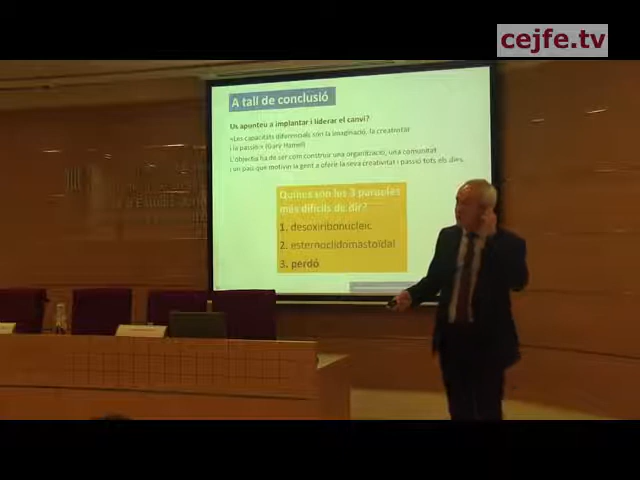 cejfe.tv
A tall de conclusió
Us apunteu a implantar i liderar el canvi?
«Les capacitats diferencials són la imaginació, la creativitat
i la passió» (Gary Hamel)
L'objectiu ha de ser com construir una organització, una comunitat
i un país que motivin la gent a oferir la seva creativitat i passió tots els dies.
Quines son les 3 paraules
més difícils de dir?
1. desoxiribonucleic
2. esternoclidomastoïdal
3. perdó